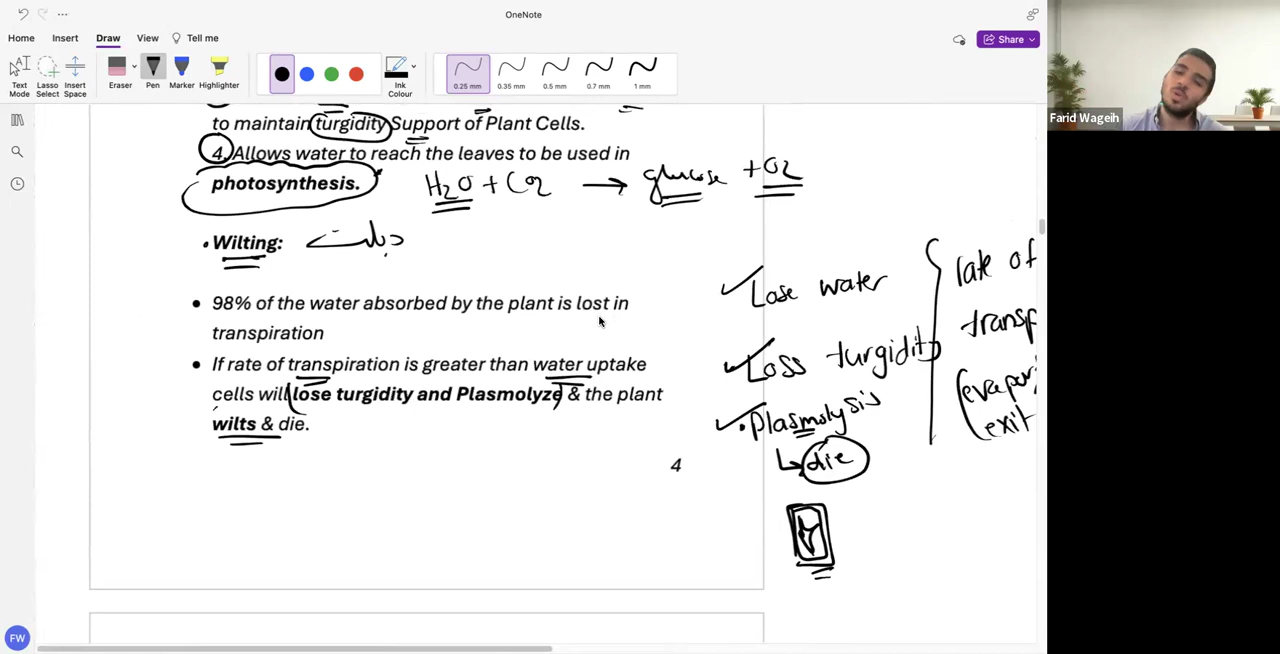 OneNote
Home Insert Draw View Tell me
Share
Text Mode
Lasso Select
Insert Space
Eraser
Pen
Marker
Highlighter
Ink Colour
0.25 mm
0.35 mm
0.5 mm
0.7 mm
1 mm
Farid Wageih
to maintain turgidity Support of Plant Cells.
4. Allows water to reach the leaves to be used in
photosynthesis. H2O + CO2 → glucose + O2
• Wilting:
• 98% of the water absorbed by the plant is lost in
transpiration
• If rate of transpiration is greater than water uptake
cells will lose turgidity and Plasmolyze & the plant
wilts & die.
4
Lose water
Loss turgidity
• Plasmolysis
die
rate of
transp
exit
FW